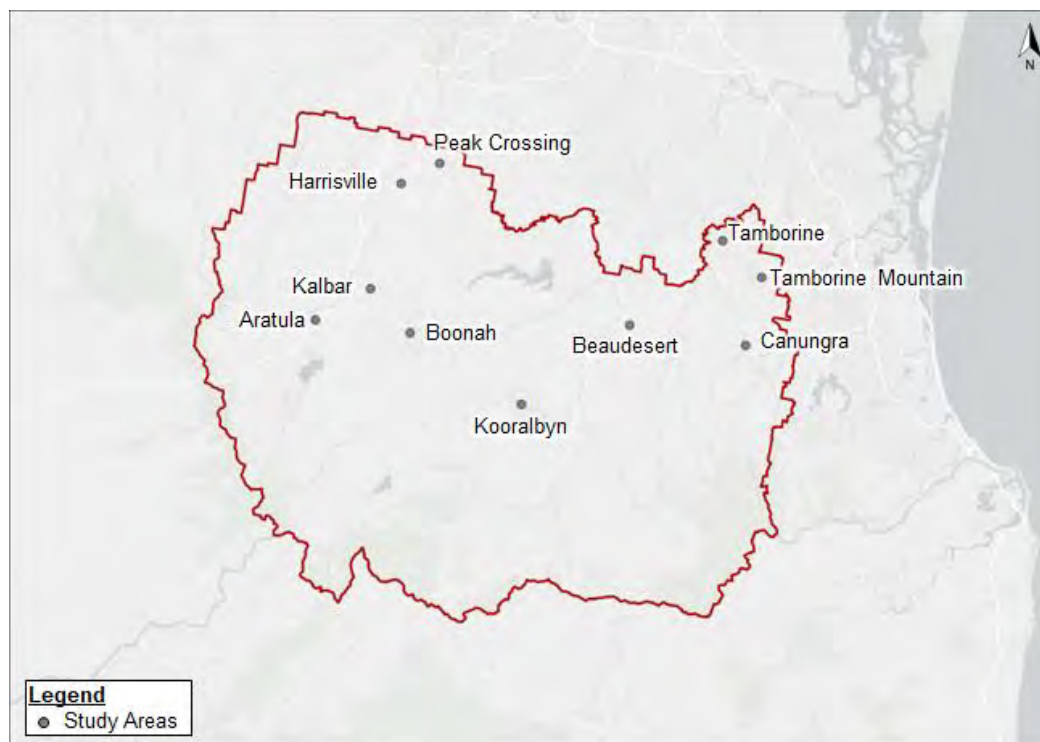 N
Peak Crossing
Harrisville
Tamborine
Tamborine Mountain
Kalbar
Aratula
Boonah
Beaudesert
Canungra
Kooralbyn
Legend
Study Areas